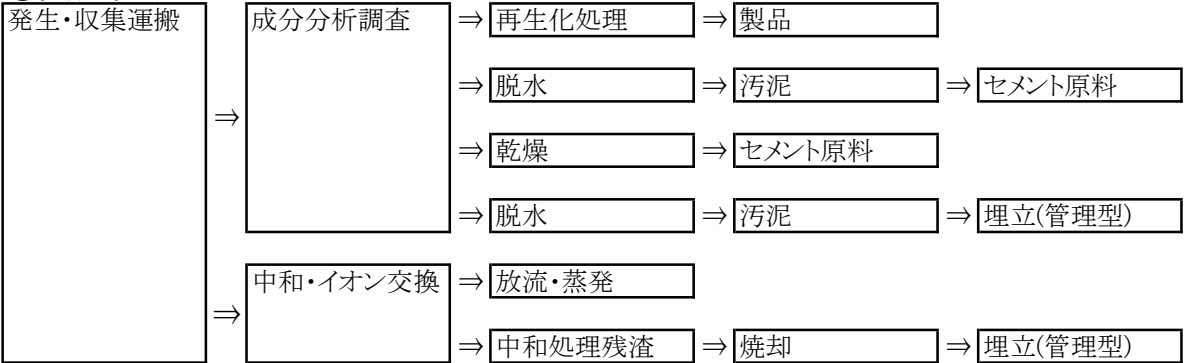 発生・収集運搬 成分分析調査 ⇒ 再生化処理 ⇒ 製品
⇒ 脱水 ⇒ 汚泥 ⇒ セメント原料
⇒
⇒ 乾燥 ⇒ セメント原料
⇒ 脱水 ⇒ 汚泥 ⇒ 埋立(管理型)
中和・イオン交換 ⇒ 放流・蒸発
⇒
⇒ 中和処理残渣 ⇒ 焼却 ⇒ 埋立(管理型)